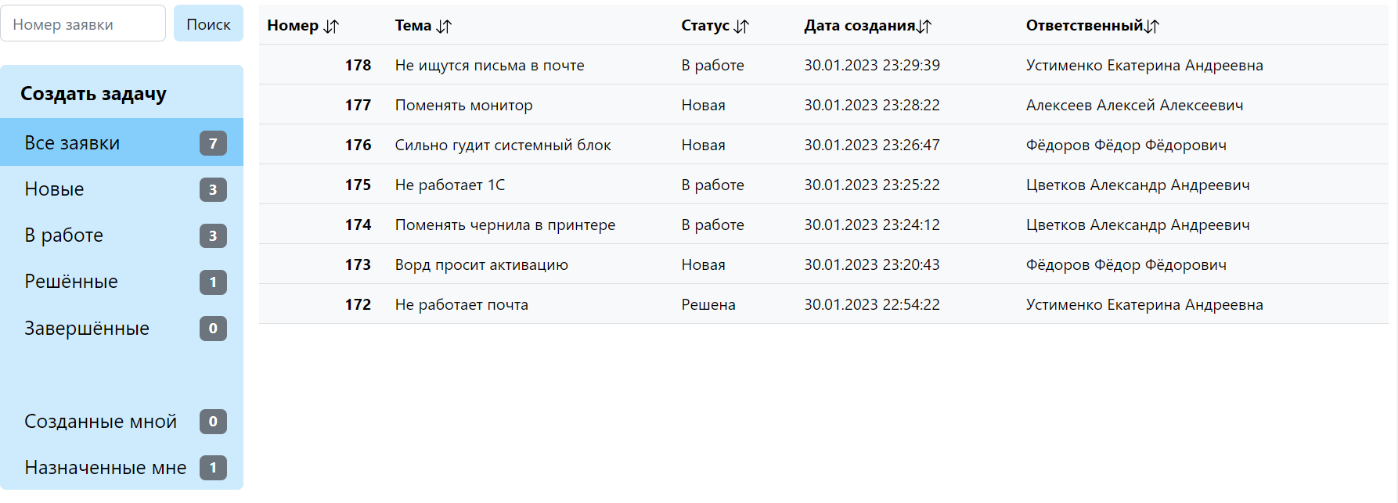 Номер заявки
Поиск
Создать задачу
Все заявки 7
Новые 3
В работе 3
Решённые 1
Завершённые 0
Созданные мной 0
Назначенные мне 1
Номер Тема Статус Дата создания Ответственный
178 Не ищутся письма в почте В работе 30.01.2023 23:29:39 Устименко Екатерина Андреевна
177 Поменять монитор Новая 30.01.2023 23:28:22 Алексеев Алексей Алексеевич
176 Сильно гудит системный блок Новая 30.01.2023 23:26:47 Фёдоров Фёдор Фёдорович
175 Не работает 1С В работе 30.01.2023 23:25:22 Цветков Александр Андреевич
174 Поменять чернила в принтере В работе 30.01.2023 23:24:12 Цветков Александр Андреевич
173 Ворд просит активацию Новая 30.01.2023 23:20:43 Фёдоров Фёдор Фёдорович
172 Не работает почта Решена 30.01.2023 22:54:22 Устименко Екатерина Андреевна